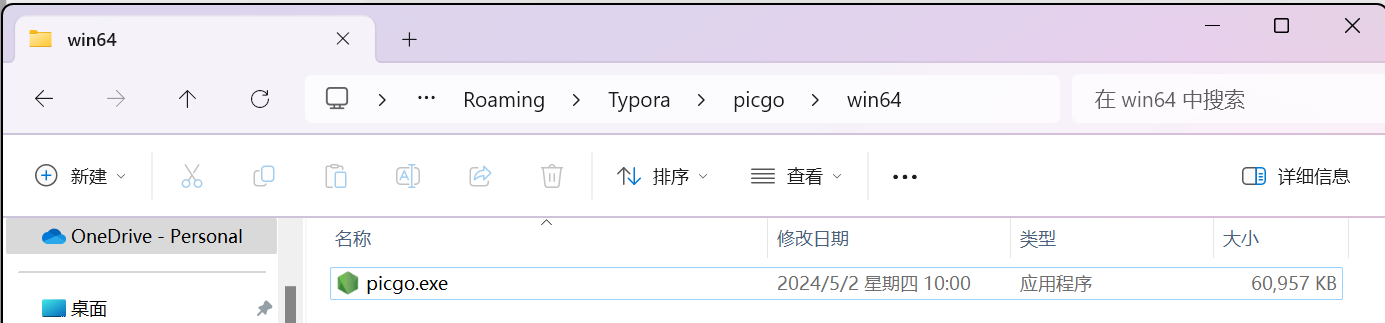 win64
Roaming > Typora > picgo > win64
在 win64 中搜索
新建 排序 查看 详细信息
OneDrive - Personal
桌面
名称 修改日期 类型 大小
picgo.exe 2024/5/2 星期四 10:00 应用程序 60,957 KB